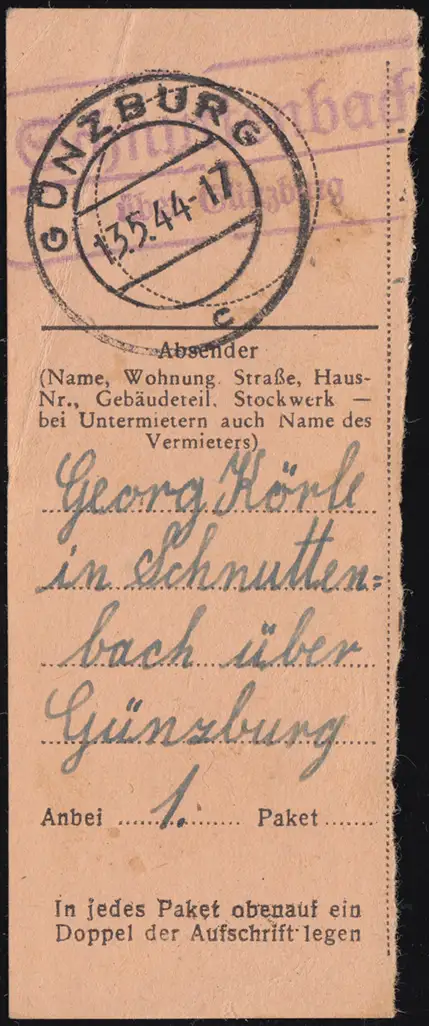 Schnuttenbach
über Günzburg
GÜNZBURG
13.5.44-17
c
Absender
(Name, Wohnung, Straße, Haus-
Nr., Gebäudeteil, Stockwerk —
bei Untermietern auch Name des
Vermieters)
Georg Körle
in Schnutten=
bach über
Günzburg
Anbei 1. Paket
In jedes Paket obenauf ein
Doppel der Aufschrift legen